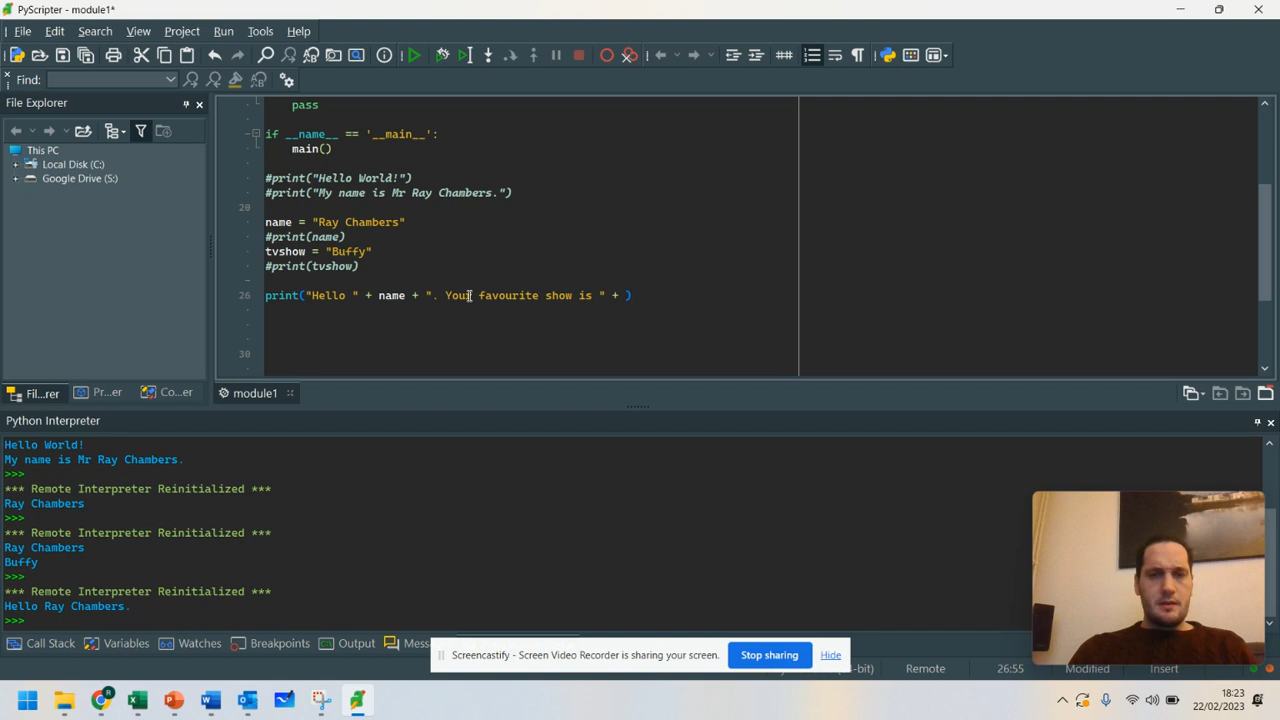 PyScripter - module1*
File Edit Search View Project Run Tools Help
Find:
File Explorer
This PC
Local Disk (C:)
Google Drive (S:)
Fil...rer Pr...er Co...er
pass
if __name__ == '__main__':
main()
#print("Hello World!")
#print("My name is Mr Ray Chambers.")
20
name = "Ray Chambers"
#print(name)
tvshow = "Buffy"
#print(tvshow)
26 print("Hello " + name + ". Your favourite show is " + )
30
module1
Python Interpreter
Hello World!
My name is Mr Ray Chambers.
>>>
*** Remote Interpreter Reinitialized ***
Ray Chambers
>>>
*** Remote Interpreter Reinitialized ***
Ray Chambers
Buffy
>>>
*** Remote Interpreter Reinitialized ***
Hello Ray Chambers.
>>>
Call Stack Variables Watches Breakpoints Output Mess
Screencastify - Screen Video Recorder is sharing your screen. Stop sharing Hide
-bit) Remote 26:55 Modified Insert
18:23
22/02/2023